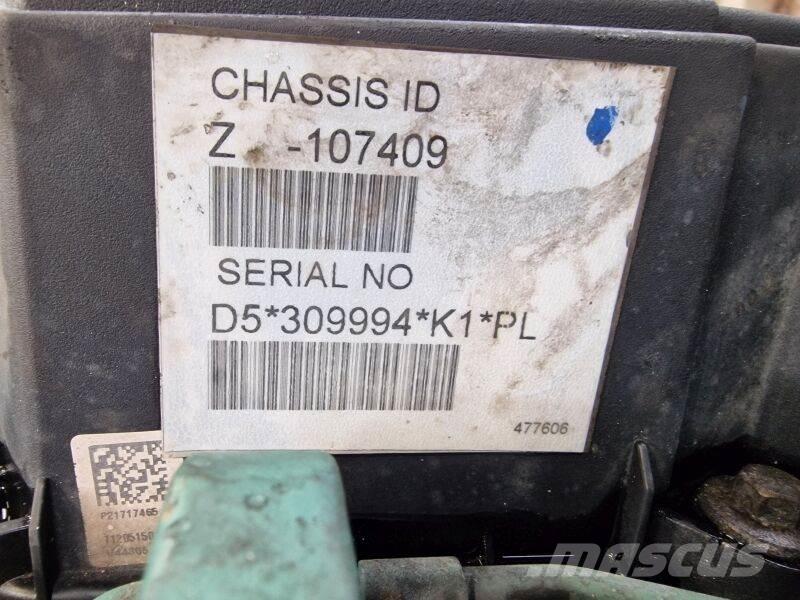 CHASSIS ID
Z -107409
SERIAL NO
D5*309994*K1*PL
477606
P21717465
mascus